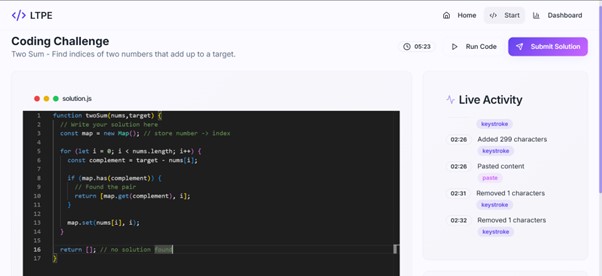 LTPE
Home
Start
Dashboard
Coding Challenge
Two Sum - Find indices of two numbers that add up to a target.
05:23
Run Code
Submit Solution
solution.js
1 function twoSum(nums,target) {
2 // Write your solution here
3 const map = new Map(); // store number -> index
4
5 for (let i = 0; i < nums.length; i++) {
6 const complement = target - nums[i];
7
8 if (map.has(complement)) {
9 // Found the pair
10 return [map.get(complement), i];
11 }
12
13 map.set(nums[i], i);
14 }
15
16 return []; // no solution found
17 }
Live Activity
keystroke
02:26 Added 299 characters
keystroke
02:26 Pasted content
paste
02:31 Removed 1 characters
keystroke
02:32 Removed 1 characters
keystroke